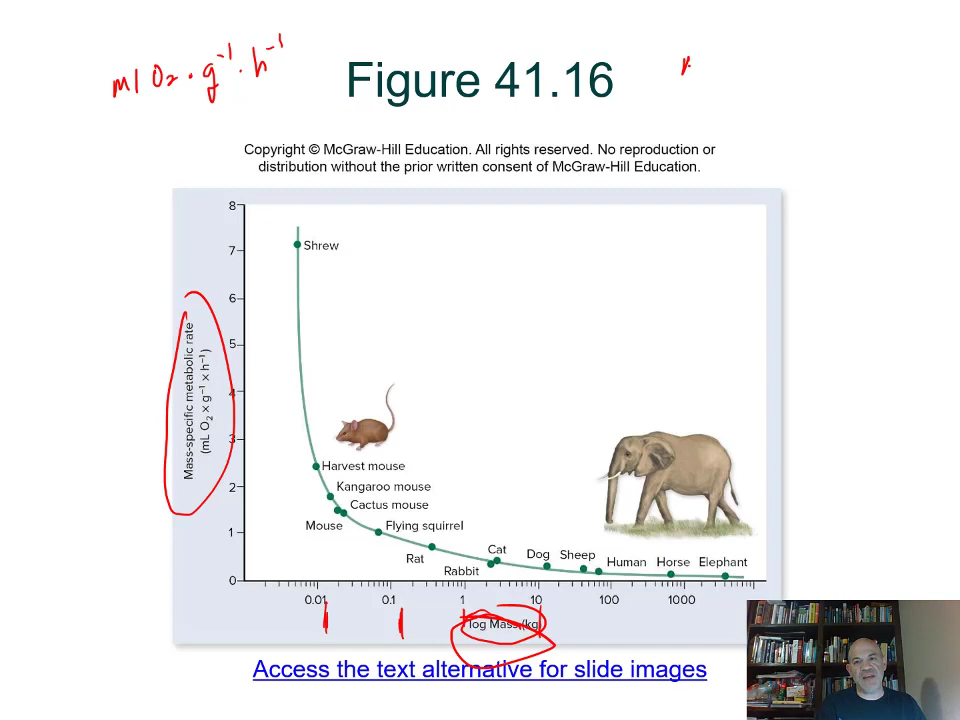 ml O₂ · g⁻¹ · h⁻¹
Figure 41.16
Copyright © McGraw-Hill Education. All rights reserved. No reproduction or
distribution without the prior written consent of McGraw-Hill Education.
Mass-specific metabolic rate
(mL O₂ × g⁻¹ × h⁻¹)
8
7
6
5
4
3
2
1
0
Shrew
Harvest mouse
Kangaroo mouse
Cactus mouse
Mouse
Flying squirrel
Rat
Rabbit
Cat
Dog
Sheep
Human
Horse
Elephant
0.01 0.1 1 10 100 1000
log Mass (kg)
Access the text alternative for slide images